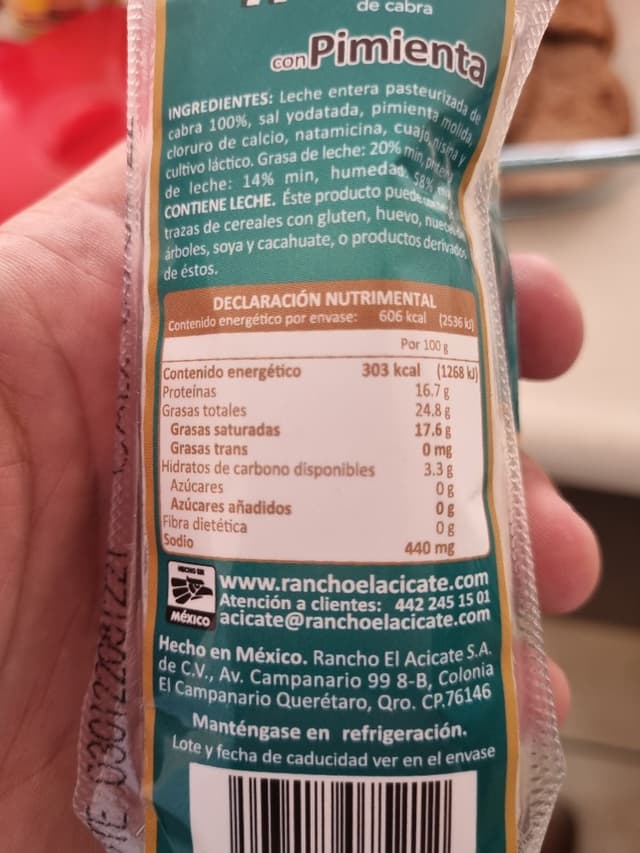 de cabra
con Pimienta
INGREDIENTES: Leche entera pasteurizada de
cabra 100%, sal yodatada, pimienta molida,
cloruro de calcio, natamicina, cuajo, nisina y
cultivo láctico. Grasa de leche: 20% min,
de leche: 14% min, humedad 58%
CONTIENE LECHE. Éste producto puede
trazas de cereales con gluten, huevo,
árboles, soya y cacahuate, o productos derivados
de éstos.
DECLARACIÓN NUTRIMENTAL
Contenido energético por envase: 606 kcal (2536 kJ)
Por 100 g
Contenido energético 303 kcal (1268 kJ)
Proteínas 16.7 g
Grasas totales 24.8 g
Grasas saturadas 17.6 g
Grasas trans 0 mg
Hidratos de carbono disponibles 3.3 g
Azúcares 0 g
Azúcares añadidos 0 g
Fibra dietética 0 g
Sodio 440 mg
HECHO EN
MÉXICO
www.ranchoelacicate.com
Atención a clientes: 442 245 15 01
acicate@ranchoelacicate.com
Hecho en México. Rancho El Acicate S.A.
de C.V., Av. Campanario 99 8-B, Colonia
El Campanario Querétaro, Qro. CP.76146
Manténgase en refrigeración.
Lote y fecha de caducidad ver en el envase